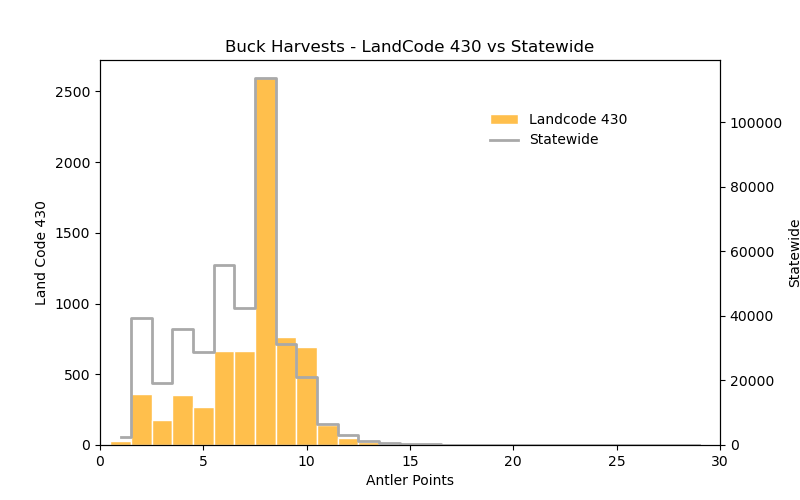 Buck Harvests - LandCode 430 vs Statewide
2500
2000
1500
1000
500
0
Land Code 430
Landcode 430
Statewide
100000
80000
60000
40000
20000
0
Statewide
0 5 10 15 20 25 30
Antler Points